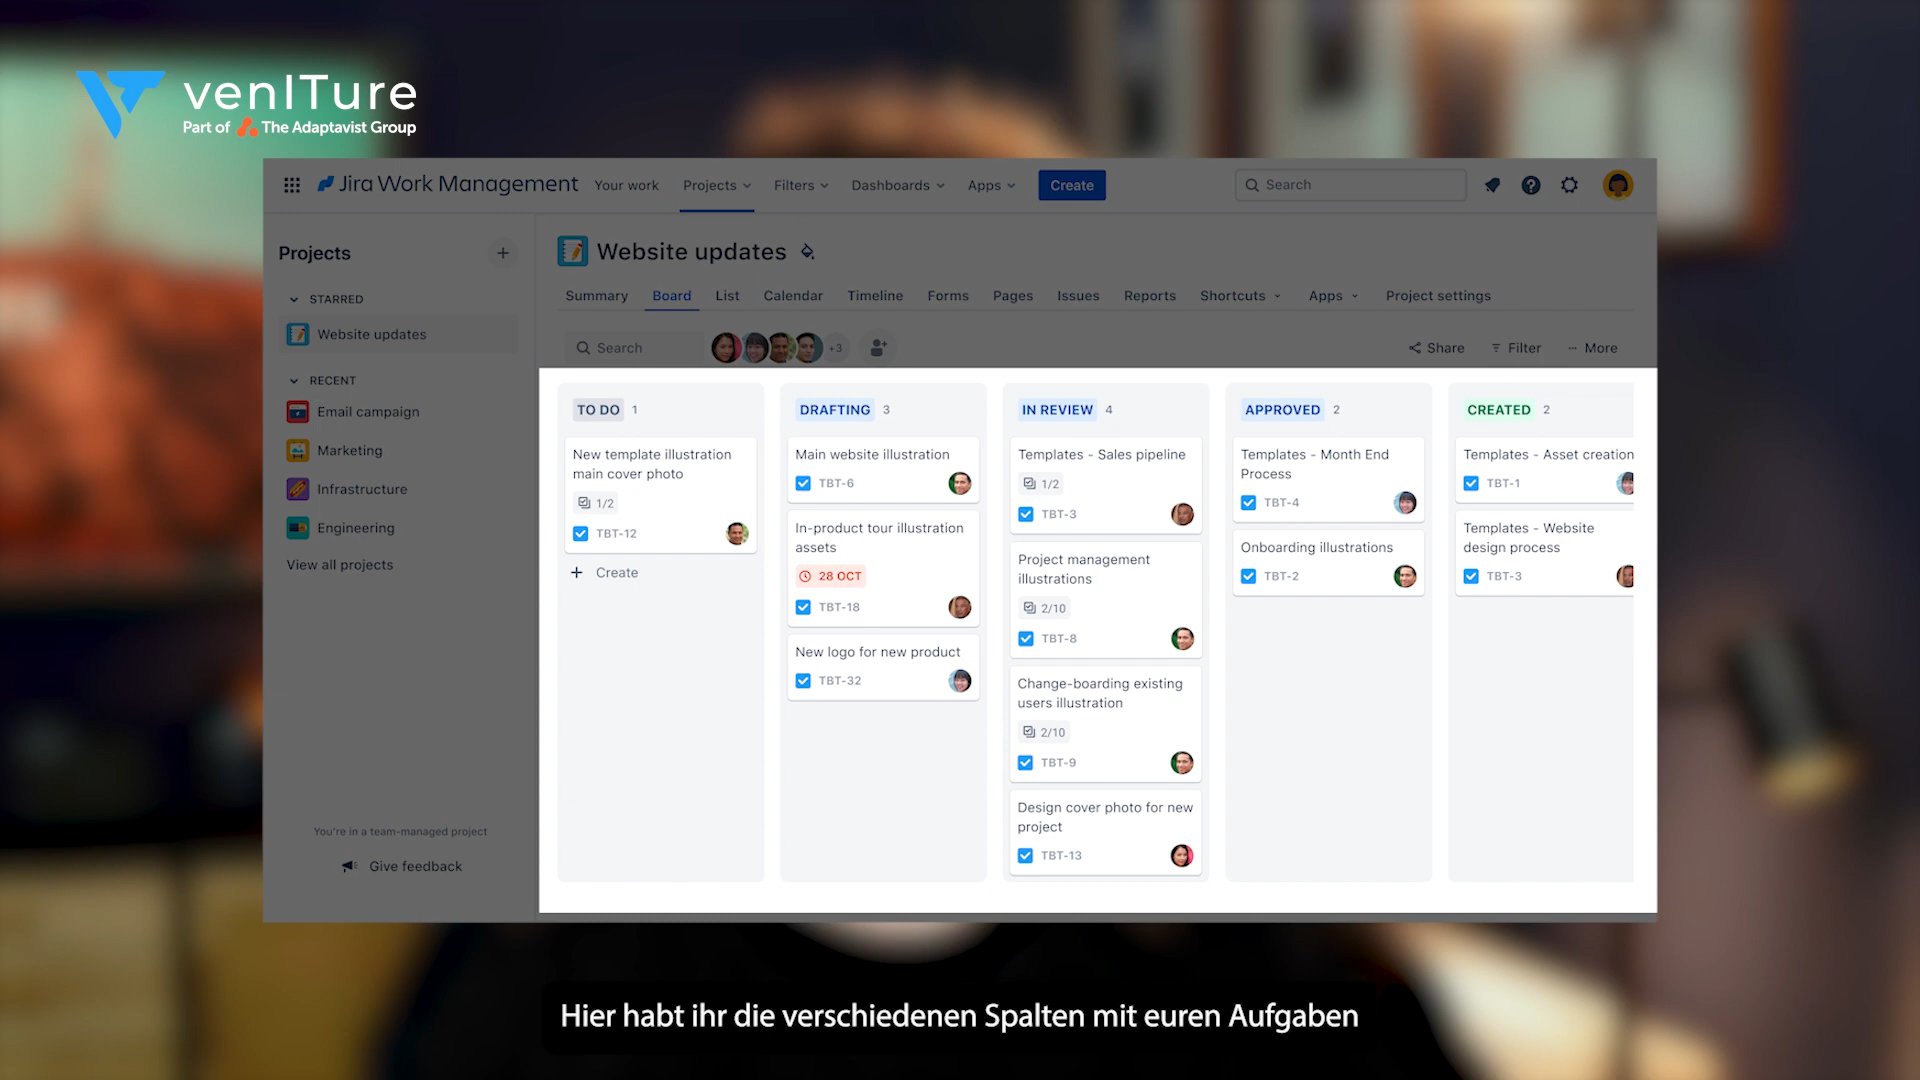 venITure
Part of The Adaptavist Group
Jira Work Management
Your work
Projects
Filters
Dashboards
Apps
Create
Search
Projects
STARRED
Website updates
RECENT
Email campaign
Marketing
Infrastructure
Engineering
View all projects
You're in a team-managed project
Give feedback
Website updates
Summary
Board
List
Calendar
Timeline
Forms
Pages
Issues
Reports
Shortcuts
Apps
Project settings
Search
+3
Share
Filter
More
TO DO 1
New template illustration
main cover photo
1/2
TBT-12
Create
DRAFTING 3
Main website illustration
TBT-6
In-product tour illustration
assets
28 OCT
TBT-18
New logo for new product
TBT-32
IN REVIEW 4
Templates - Sales pipeline
1/2
TBT-3
Project management
illustrations
2/10
TBT-8
Change-boarding existing
users illustration
2/10
TBT-9
Design cover photo for new
project
TBT-13
APPROVED 2
Templates - Month End
Process
TBT-4
Onboarding illustrations
TBT-2
CREATED 2
Templates - Asset creation
TBT-1
Templates - Website
design process
TBT-3
Hier habt ihr die verschiedenen Spalten mit euren Aufgaben